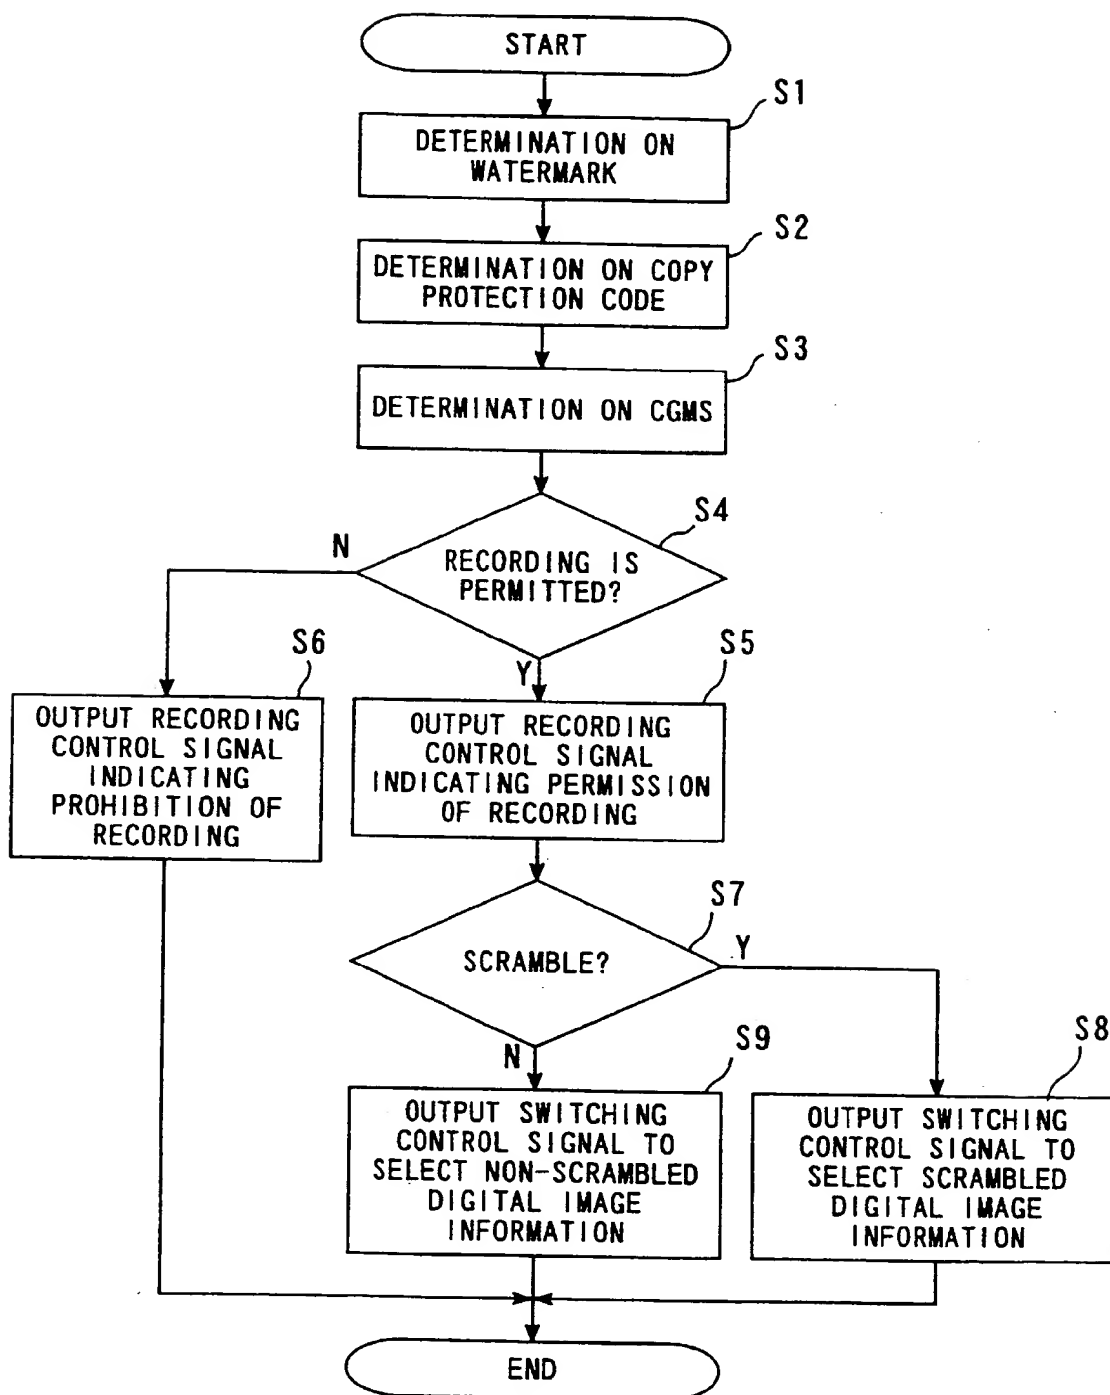 START
S1
DETERMINATION ON
WATERMARK
S2
DETERMINATION ON COPY
PROTECTION CODE
S3
DETERMINATION ON CGMS
S4
N
RECORDING IS
PERMITTED?
Y
S6
OUTPUT RECORDING
CONTROL SIGNAL
INDICATING
PROHIBITION OF
RECORDING
S5
OUTPUT RECORDING
CONTROL SIGNAL
INDICATING PERMISSION
OF RECORDING
S7
SCRAMBLE?
Y
N
S9
OUTPUT SWITCHING
CONTROL SIGNAL TO
SELECT NON-SCRAMBLED
DIGITAL IMAGE
INFORMATION
S8
OUTPUT SWITCHING
CONTROL SIGNAL TO
SELECT SCRAMBLED
DIGITAL IMAGE
INFORMATION
END